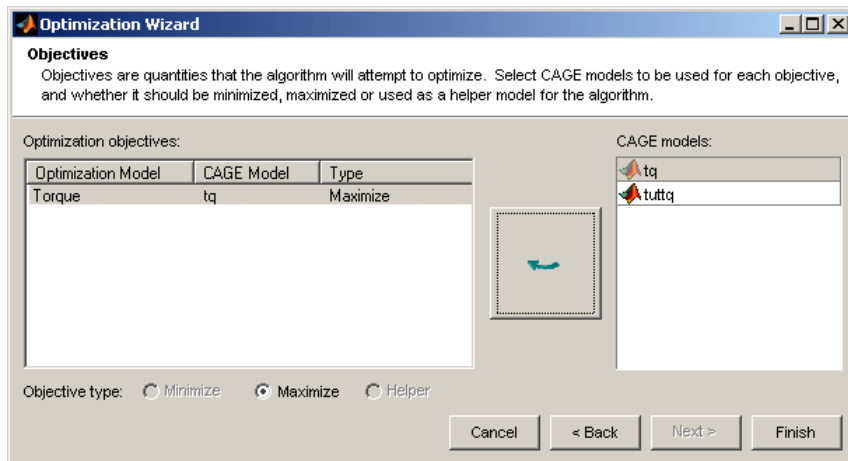 Optimization Wizard
Objectives
Objectives are quantities that the algorithm will attempt to optimize. Select CAGE models to be used for each objective,
and whether it should be minimized, maximized or used as a helper model for the algorithm.
Optimization objectives:
CAGE models:
Optimization Model CAGE Model Type
Torque tq Maximize
tq
tuttq
Objective type: Minimize Maximize Helper
Cancel < Back Next > Finish